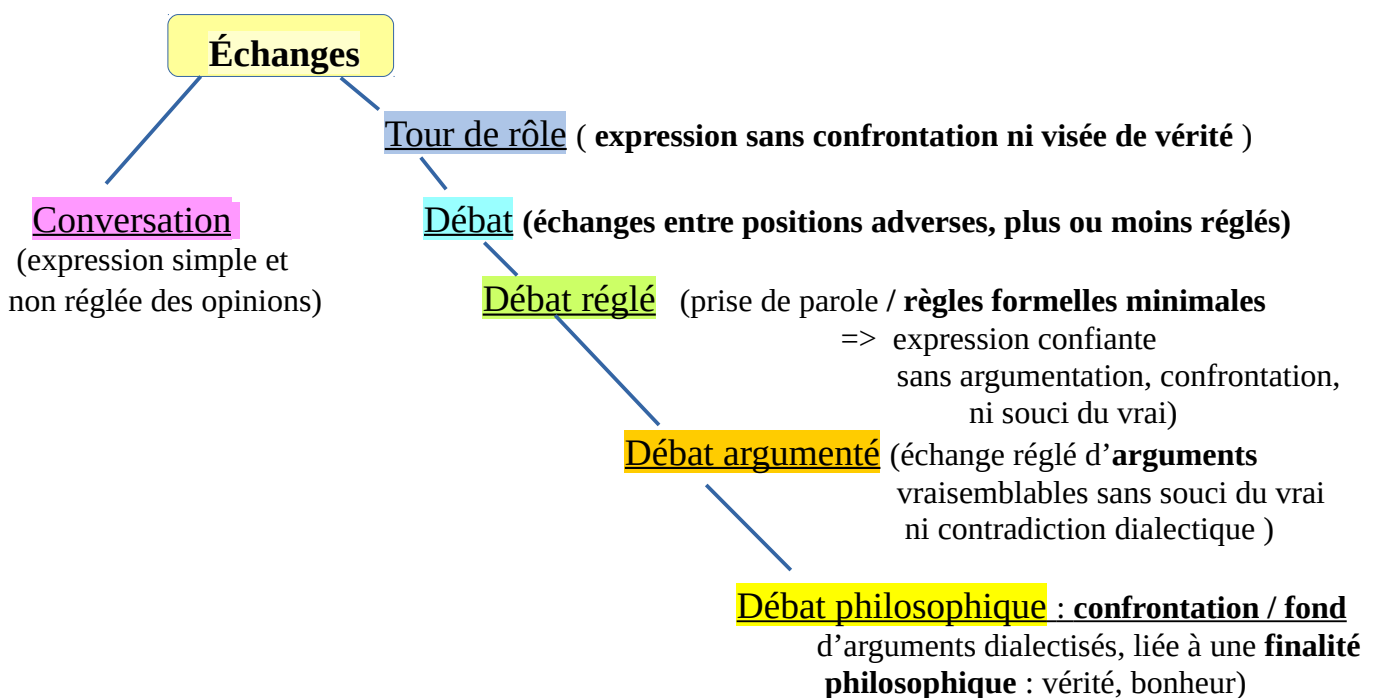 Échanges
Tour de rôle ( expression sans confrontation ni visée de vérité )
Conversation
(expression simple et
non réglée des opinions)
Débat (échanges entre positions adverses, plus ou moins réglés)
Débat réglé (prise de parole / règles formelles minimales
=> expression confiante
sans argumentation, confrontation,
ni souci du vrai)
Débat argumenté (échange réglé d’arguments
vraisemblables sans souci du vrai
ni contradiction dialectique )
Débat philosophique : confrontation / fond
d’arguments dialectisés, liée à une finalité
philosophique : vérité, bonheur)